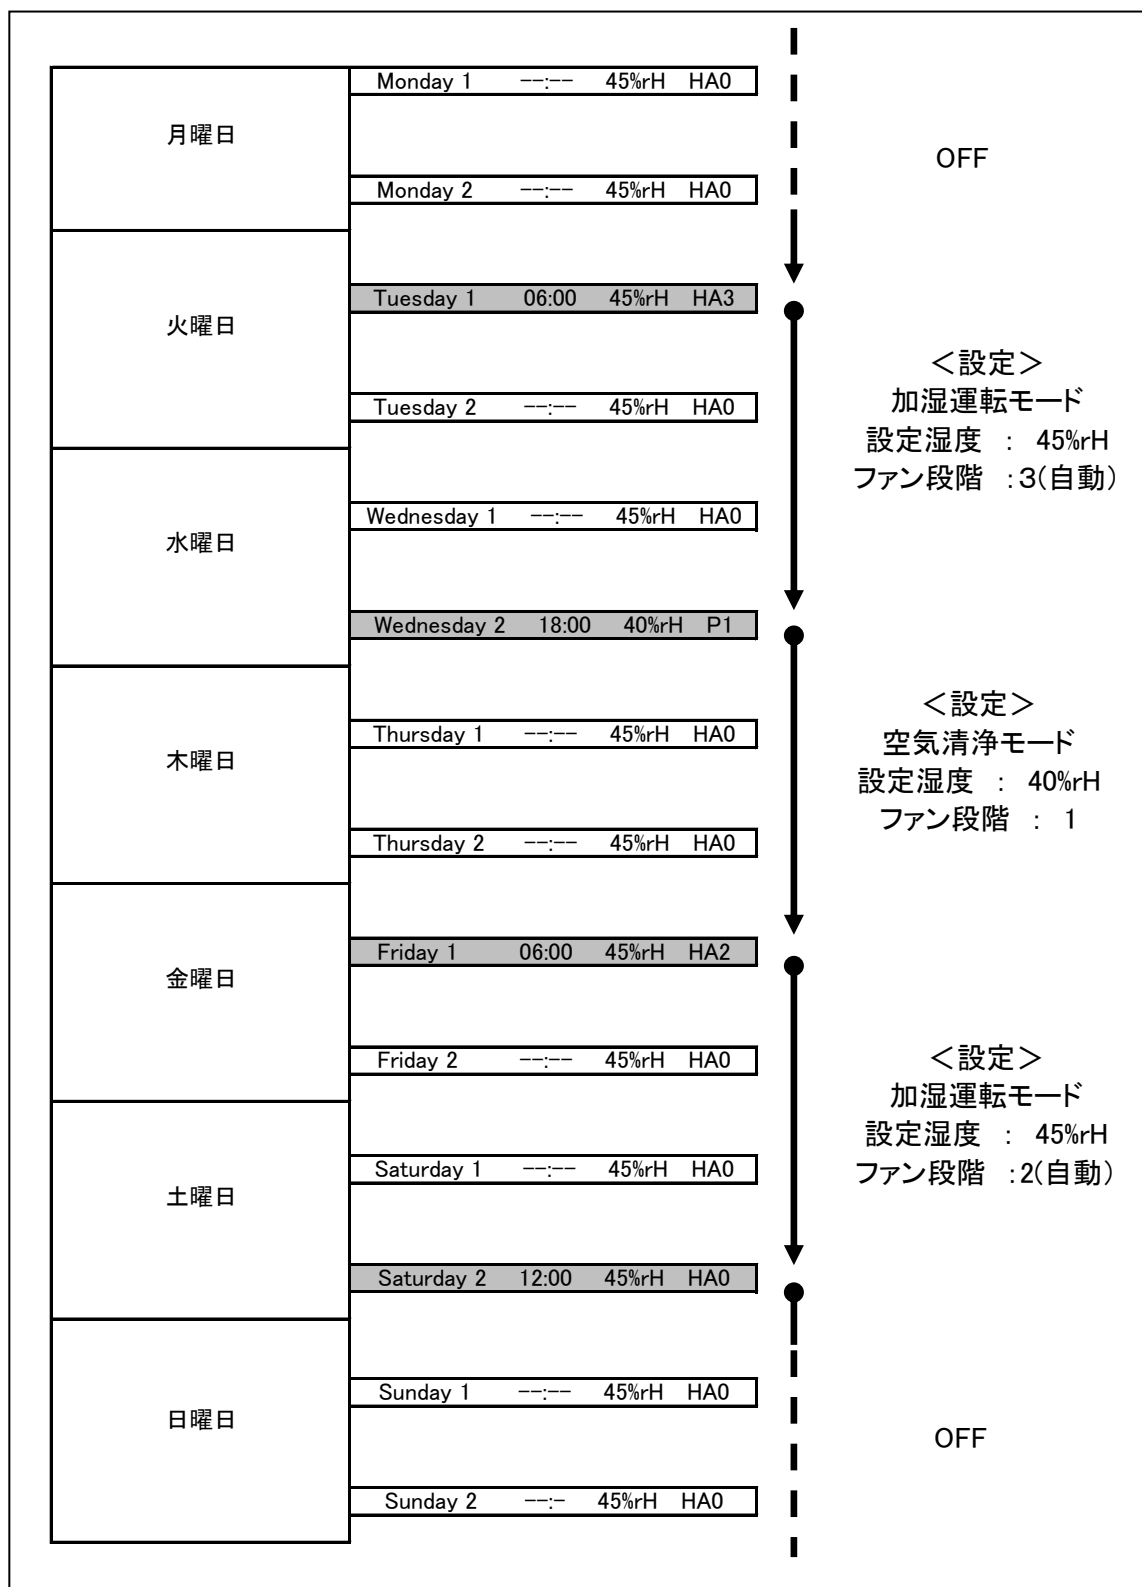 月曜日
Monday 1 --:-- 45%rH HA0
Monday 2 --:-- 45%rH HA0
OFF
火曜日
Tuesday 1 06:00 45%rH HA3
Tuesday 2 --:-- 45%rH HA0
＜設定＞
加湿運転モード
設定湿度 : 45%rH
ファン段階 :3(自動)
水曜日
Wednesday 1 --:-- 45%rH HA0
Wednesday 2 18:00 40%rH P1
木曜日
Thursday 1 --:-- 45%rH HA0
Thursday 2 --:-- 45%rH HA0
＜設定＞
空気清浄モード
設定湿度 : 40%rH
ファン段階 : 1
金曜日
Friday 1 06:00 45%rH HA2
Friday 2 --:-- 45%rH HA0
＜設定＞
加湿運転モード
設定湿度 : 45%rH
ファン段階 :2(自動)
土曜日
Saturday 1 --:-- 45%rH HA0
Saturday 2 12:00 45%rH HA0
日曜日
Sunday 1 --:-- 45%rH HA0
Sunday 2 --:- 45%rH HA0
OFF